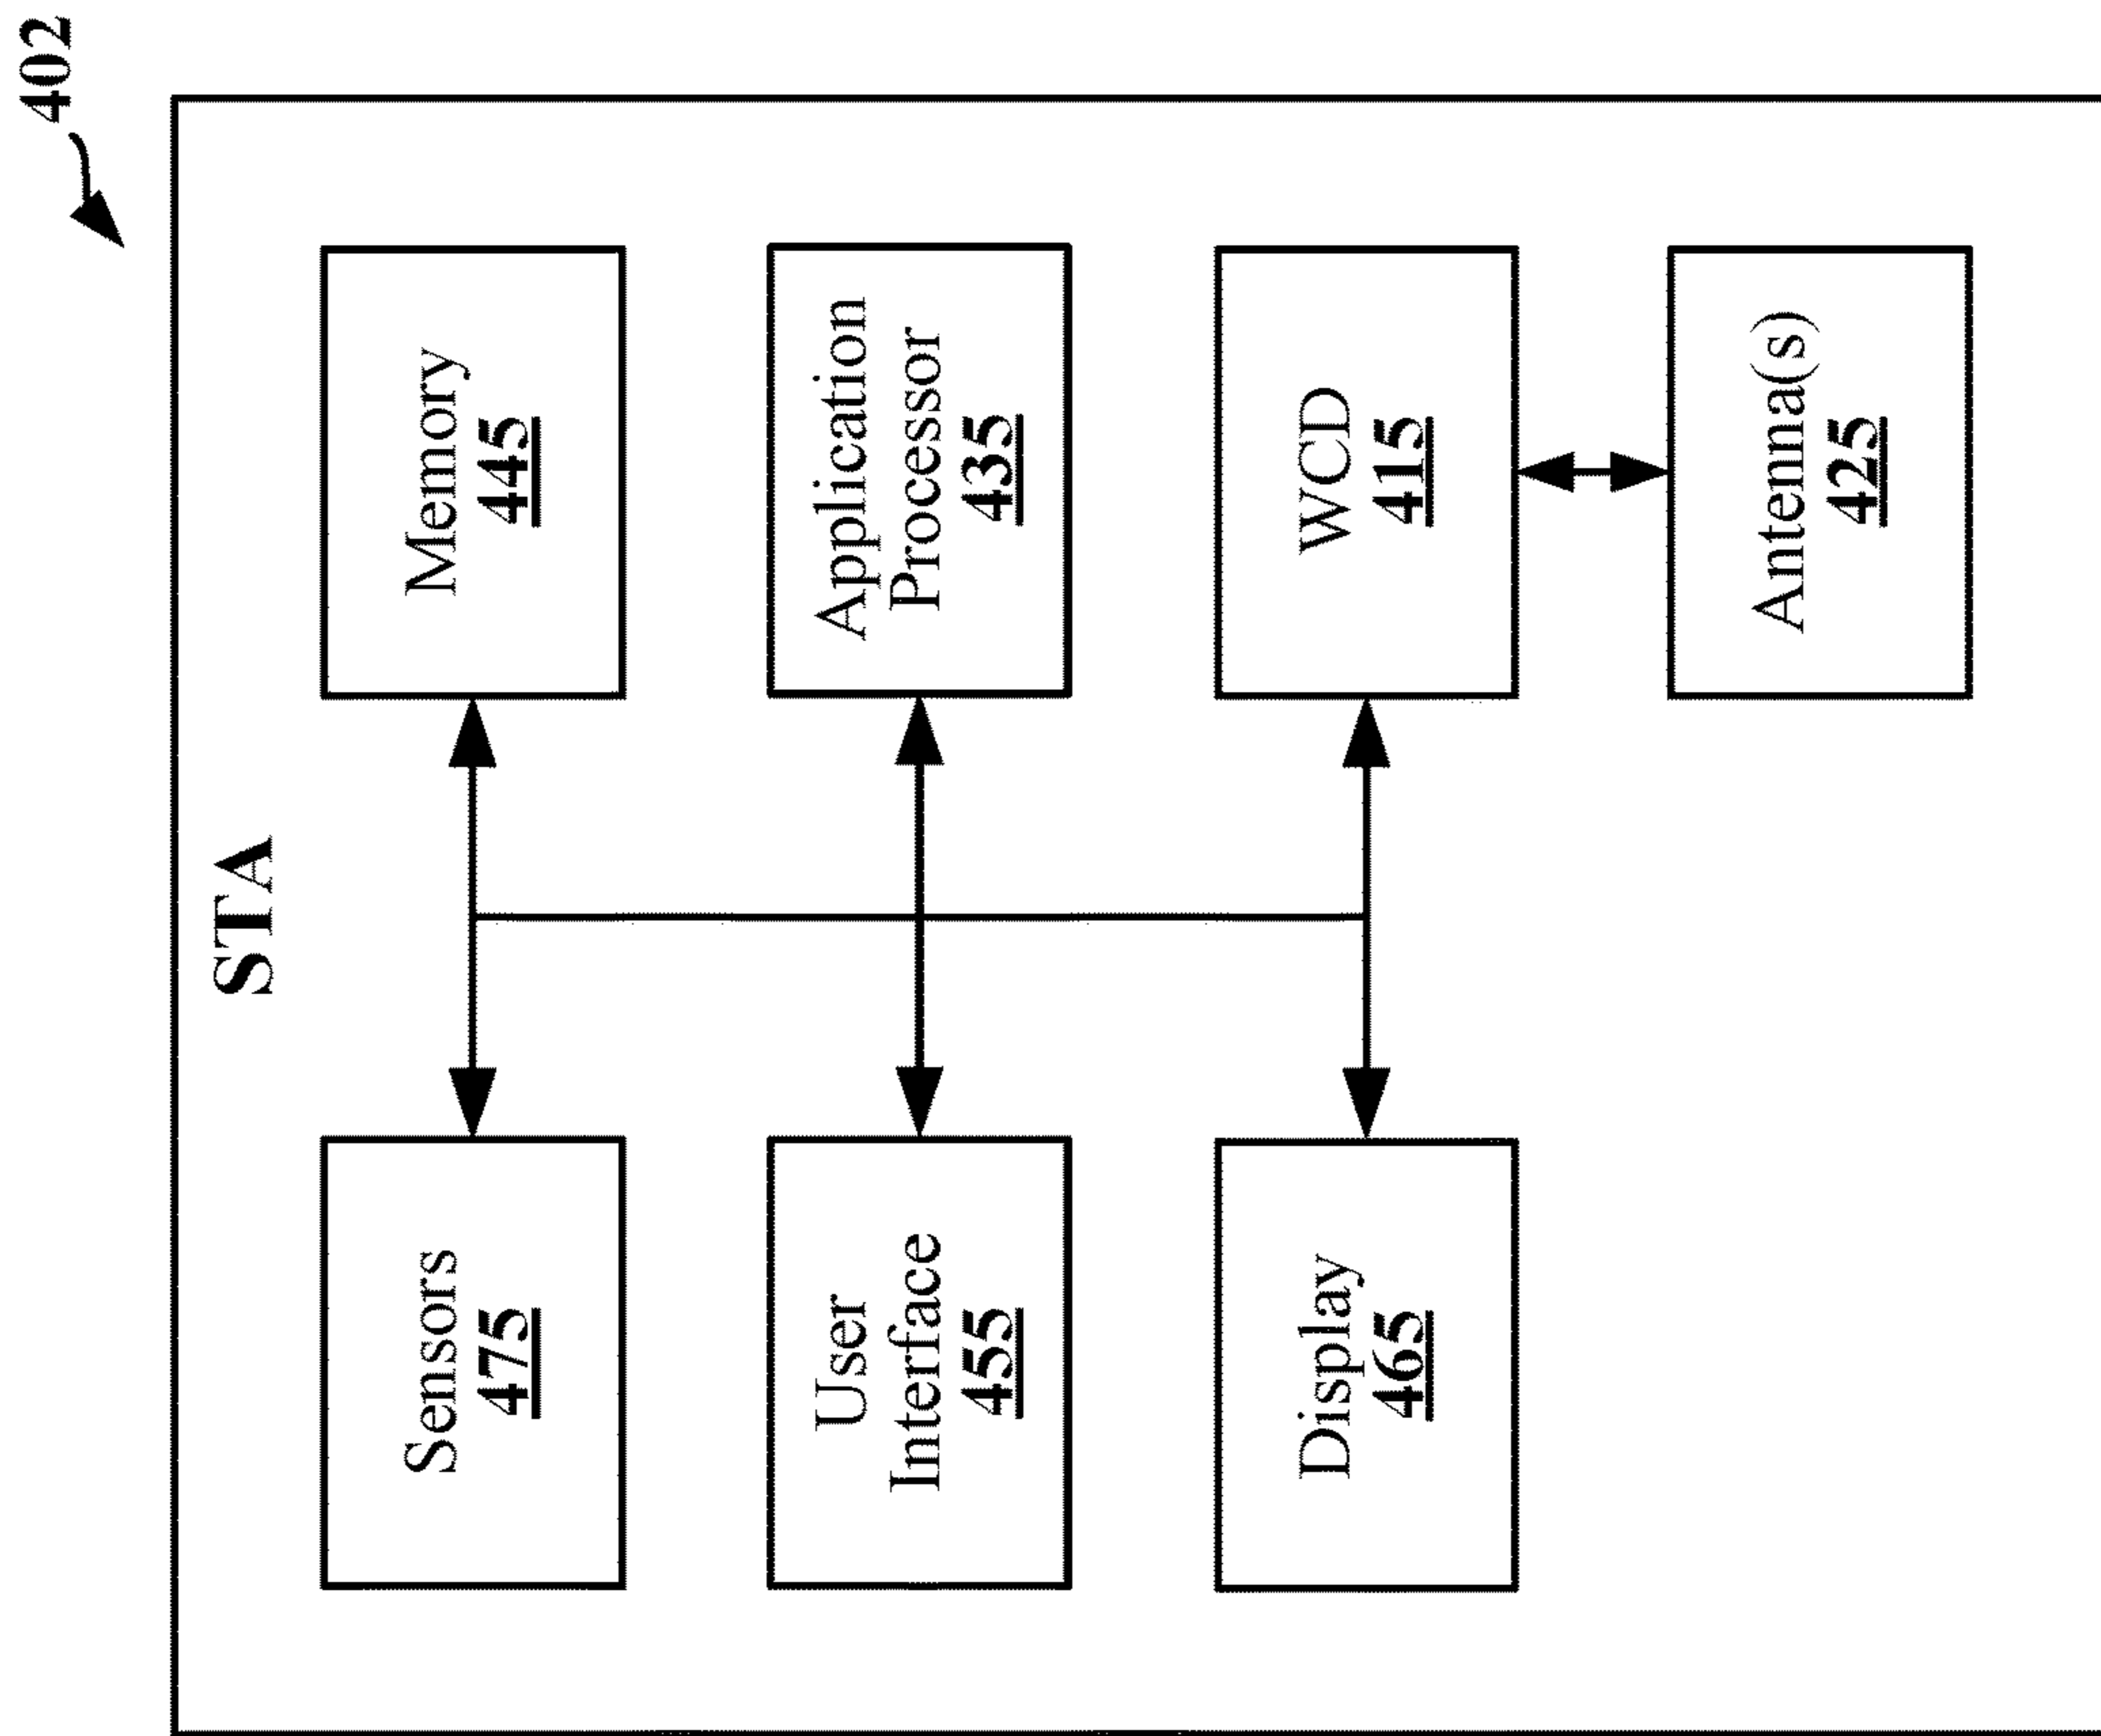 402
STA
Sensors
475
Memory
445
User
Interface
455
Application
Processor
435
Display
465
WCD
415
Antenna(s)
425